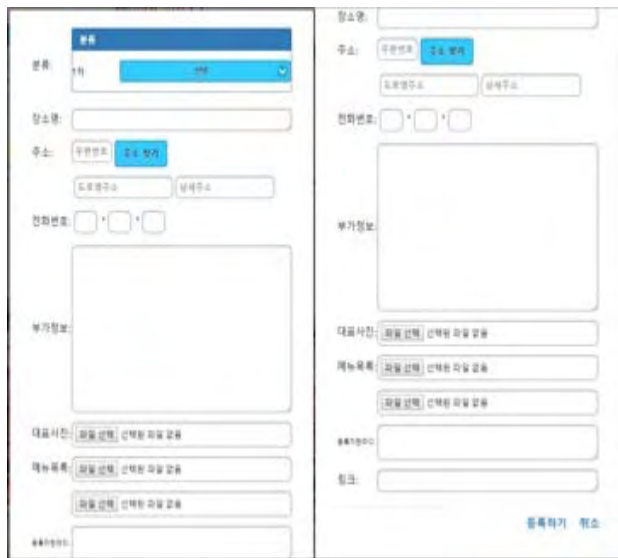 분류
분류:
1차
선택
장소명:
주소:
우편번호
주소 찾기
도로명주소
상세주소
전화번호:
-
-
부가정보:
대표사진:
파일 선택 선택된 파일 없음
메뉴목록:
파일 선택 선택된 파일 없음
파일 선택 선택된 파일 없음
장소명:
주소:
우편번호
주소 찾기
도로명주소
상세주소
전화번호:
-
-
부가정보:
대표사진:
파일 선택 선택된 파일 없음
메뉴목록:
파일 선택 선택된 파일 없음
파일 선택 선택된 파일 없음
링크:
등록하기 취소